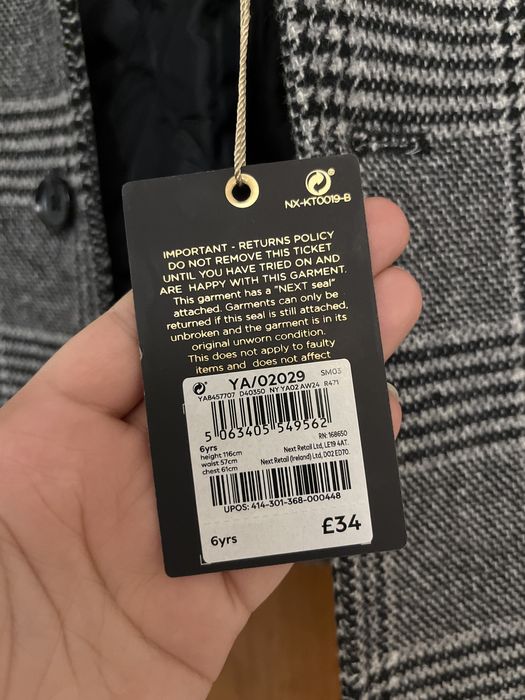 NX-KT0019-B
IMPORTANT - RETURNS POLICY
DO NOT REMOVE THIS TICKET
UNTIL YOU HAVE TRIED ON AND
ARE HAPPY WITH THIS GARMENT.
This garment has a "NEXT seal"
attached. Garments can only be
returned if this seal is still attached,
unbroken and the garment is in its
original unworn condition.
This does not apply to faulty
items and does not affect
YA/02029 SM03
YA8457707 D40350 NY YA02 AW24 R471
5 063405 549562
6yrs
height 116cm
waist 57cm
chest 61cm
RN: 168650
Next Retail Ltd, LE19 4AT.
Next Retail (Ireland) Ltd, D02 ED70.
UPOS: 414-301-368-000448
6yrs £34